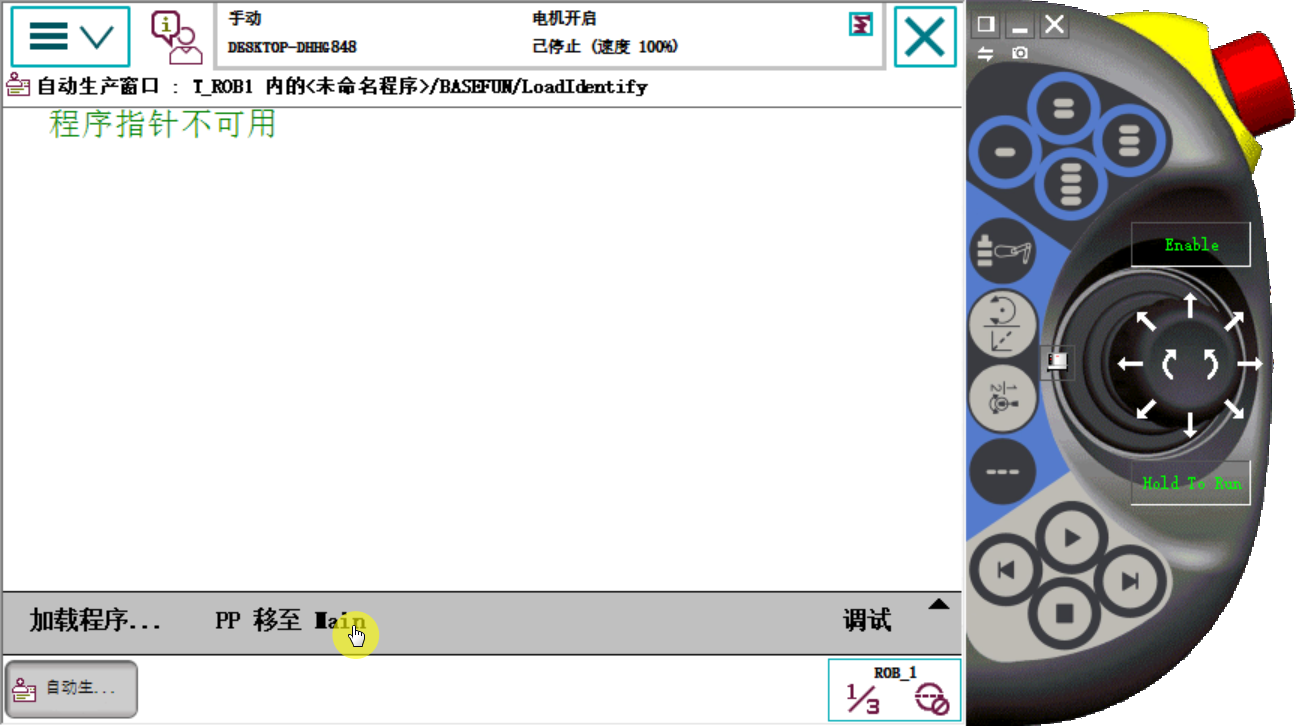 手动
电机开启
DESKTOP-DHHG848
已停止 (速度 100%)
自动生产窗口 : T_ROB1 内的<未命名程序>/BASEFUN/LoadIdentify
程序指针不可用
Enable
Hold To Run
加载程序... PP 移至 Main 调试
自动生... ROB_1
1/3